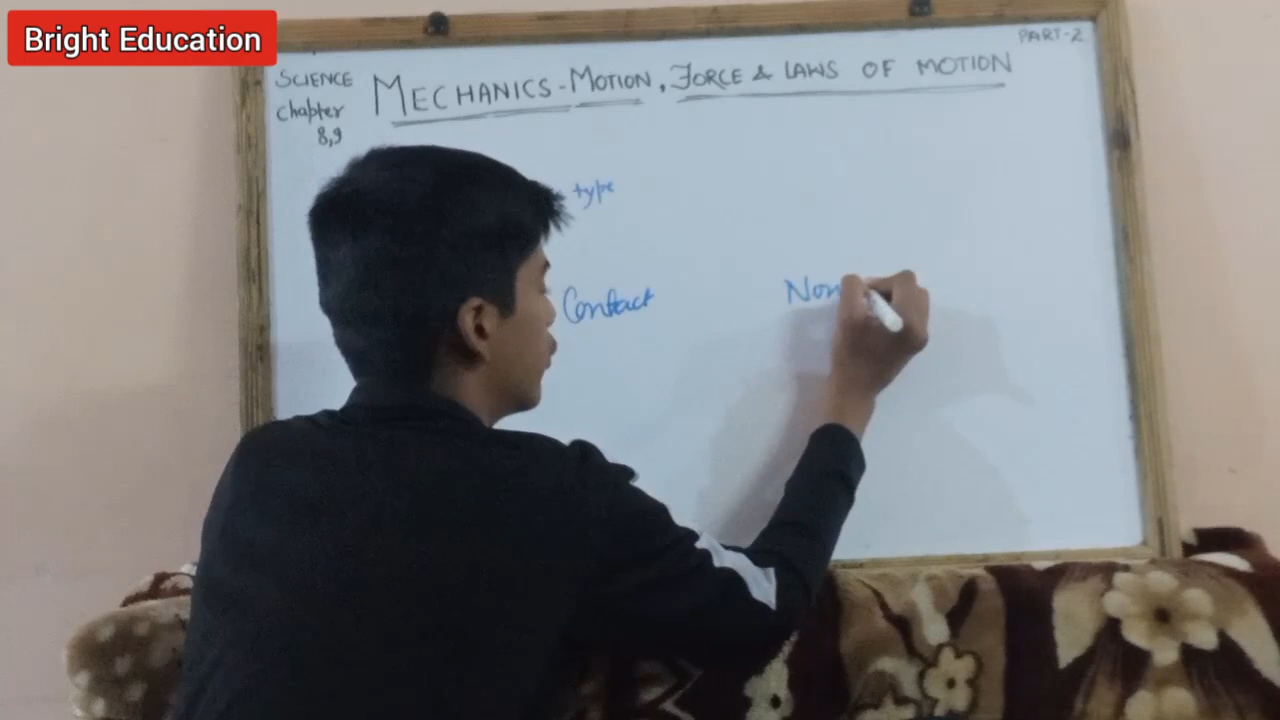 Bright Education
PART-2
SCIENCE
Chapter
8,9
MECHANICS-MOTION, FORCE & LAWS OF MOTION
type
Contact
Non